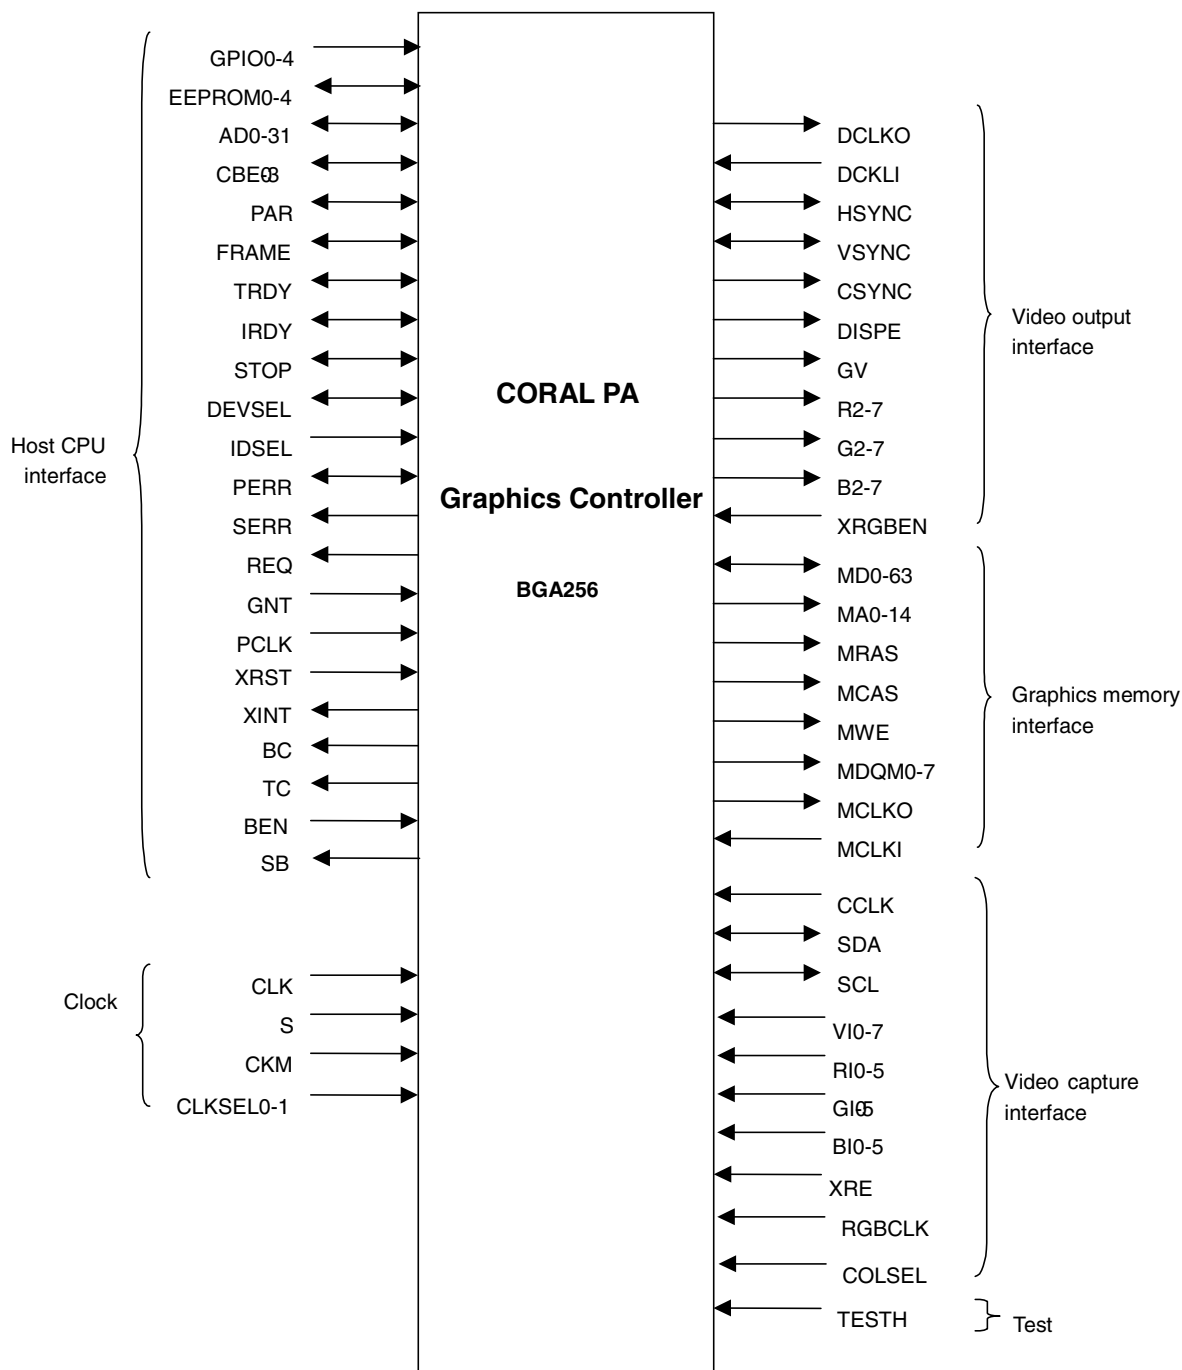 GPIO0-4
EEPROM0-4
AD0-31
CBE0-3
PAR
FRAME
TRDY
IRDY
STOP
DEVSEL
IDSEL
PERR
SERR
REQ
GNT
PCLK
XRST
XINT
BC
TC
BEN
SB
Host CPU
interface
CLK
S
CKM
CLKSEL0-1
Clock
CORAL PA
Graphics Controller
BGA256
DCLKO
DCKLI
HSYNC
VSYNC
CSYNC
DISPE
GV
R2-7
G2-7
B2-7
XRGBEN
Video output
interface
MD0-63
MA0-14
MRAS
MCAS
MWE
MDQM0-7
MCLKO
MCLKI
Graphics memory
interface
CCLK
SDA
SCL
VI0-7
RI0-5
GI0-5
BI0-5
XRE
RGBCLK
COLSEL
Video capture
interface
TESTH
Test